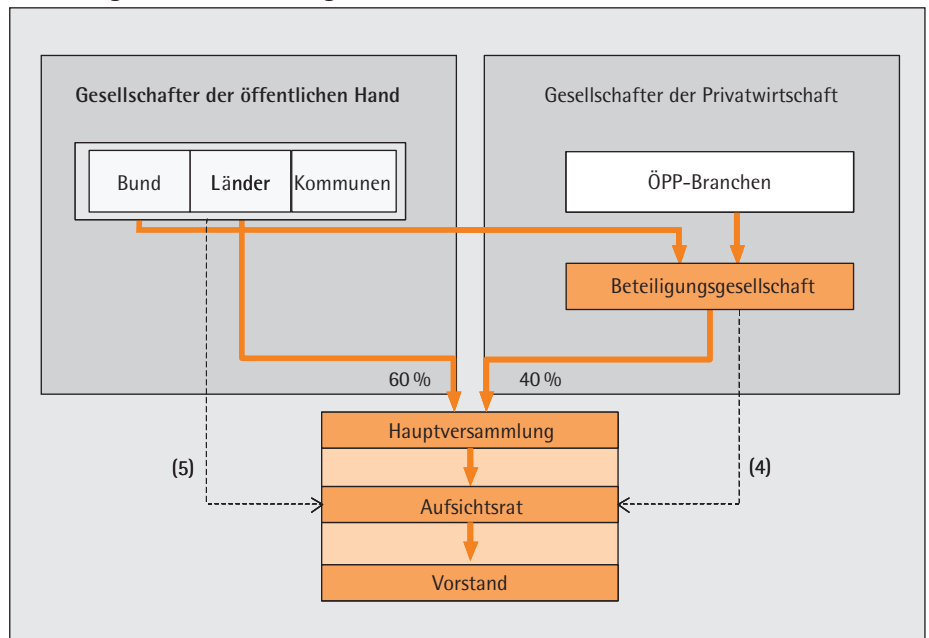 Gesellschafter der öffentlichen Hand
Gesellschafter der Privatwirtschaft
Bund
Länder
Kommunen
ÖPP-Branchen
Beteiligungsgesellschaft
60 %
40 %
Hauptversammlung
(5)
(4)
Aufsichtsrat
Vorstand